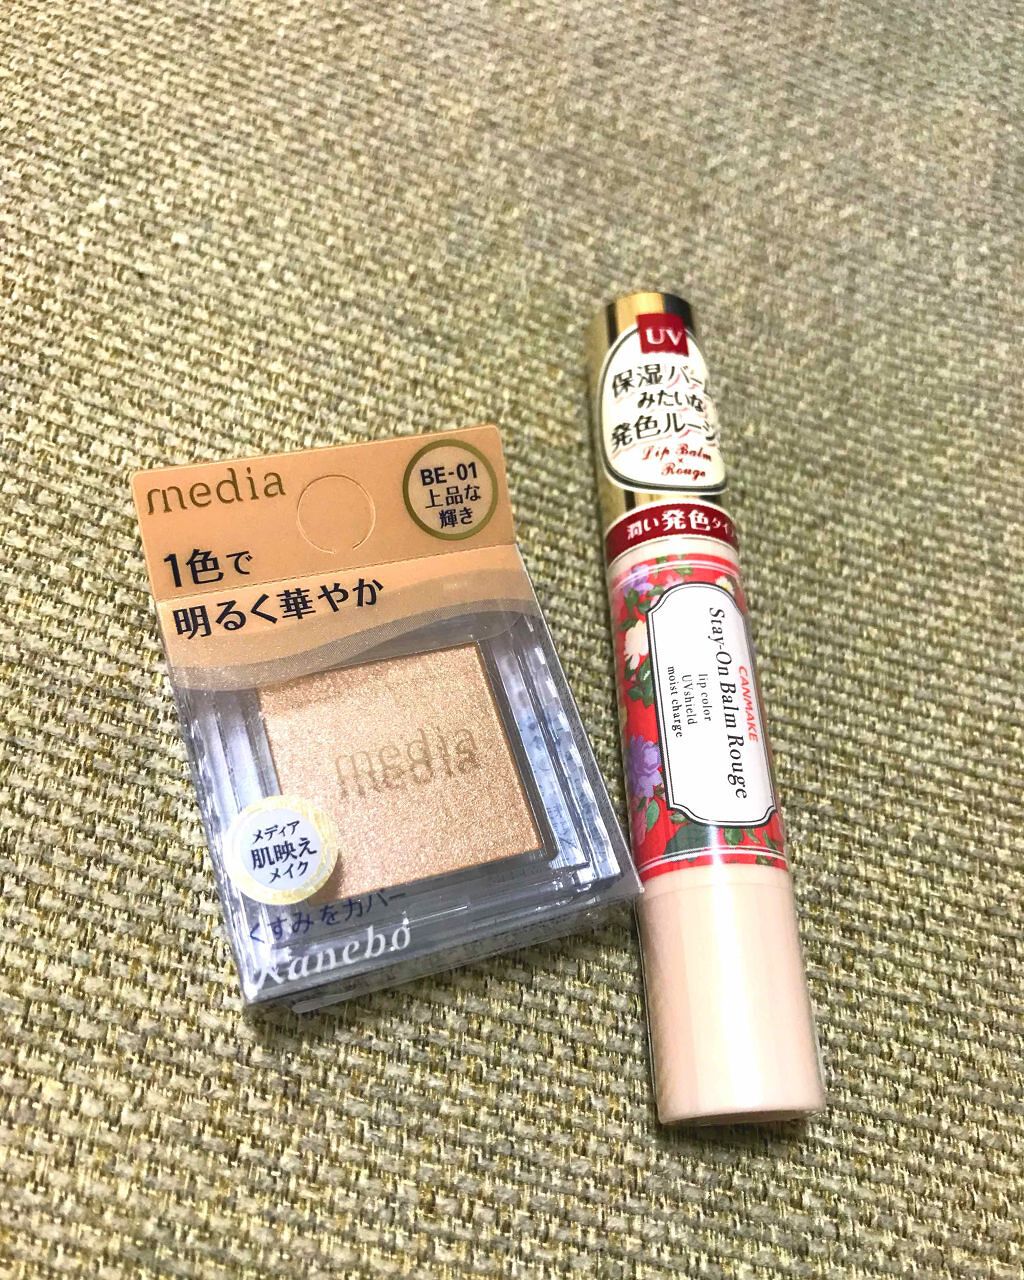 media
BE-01
上品な
輝き
1色で
明るく華やか
media
メディア
肌映え
メイク
くすみをカバー
Kanebo
UV
保湿バー
みたいな
発色ルージ
Lip Balm
×
Rouge
潤い発色タイプ
CANMAKE
Stay-On Balm Rouge
lip color
UVshield
moist charge